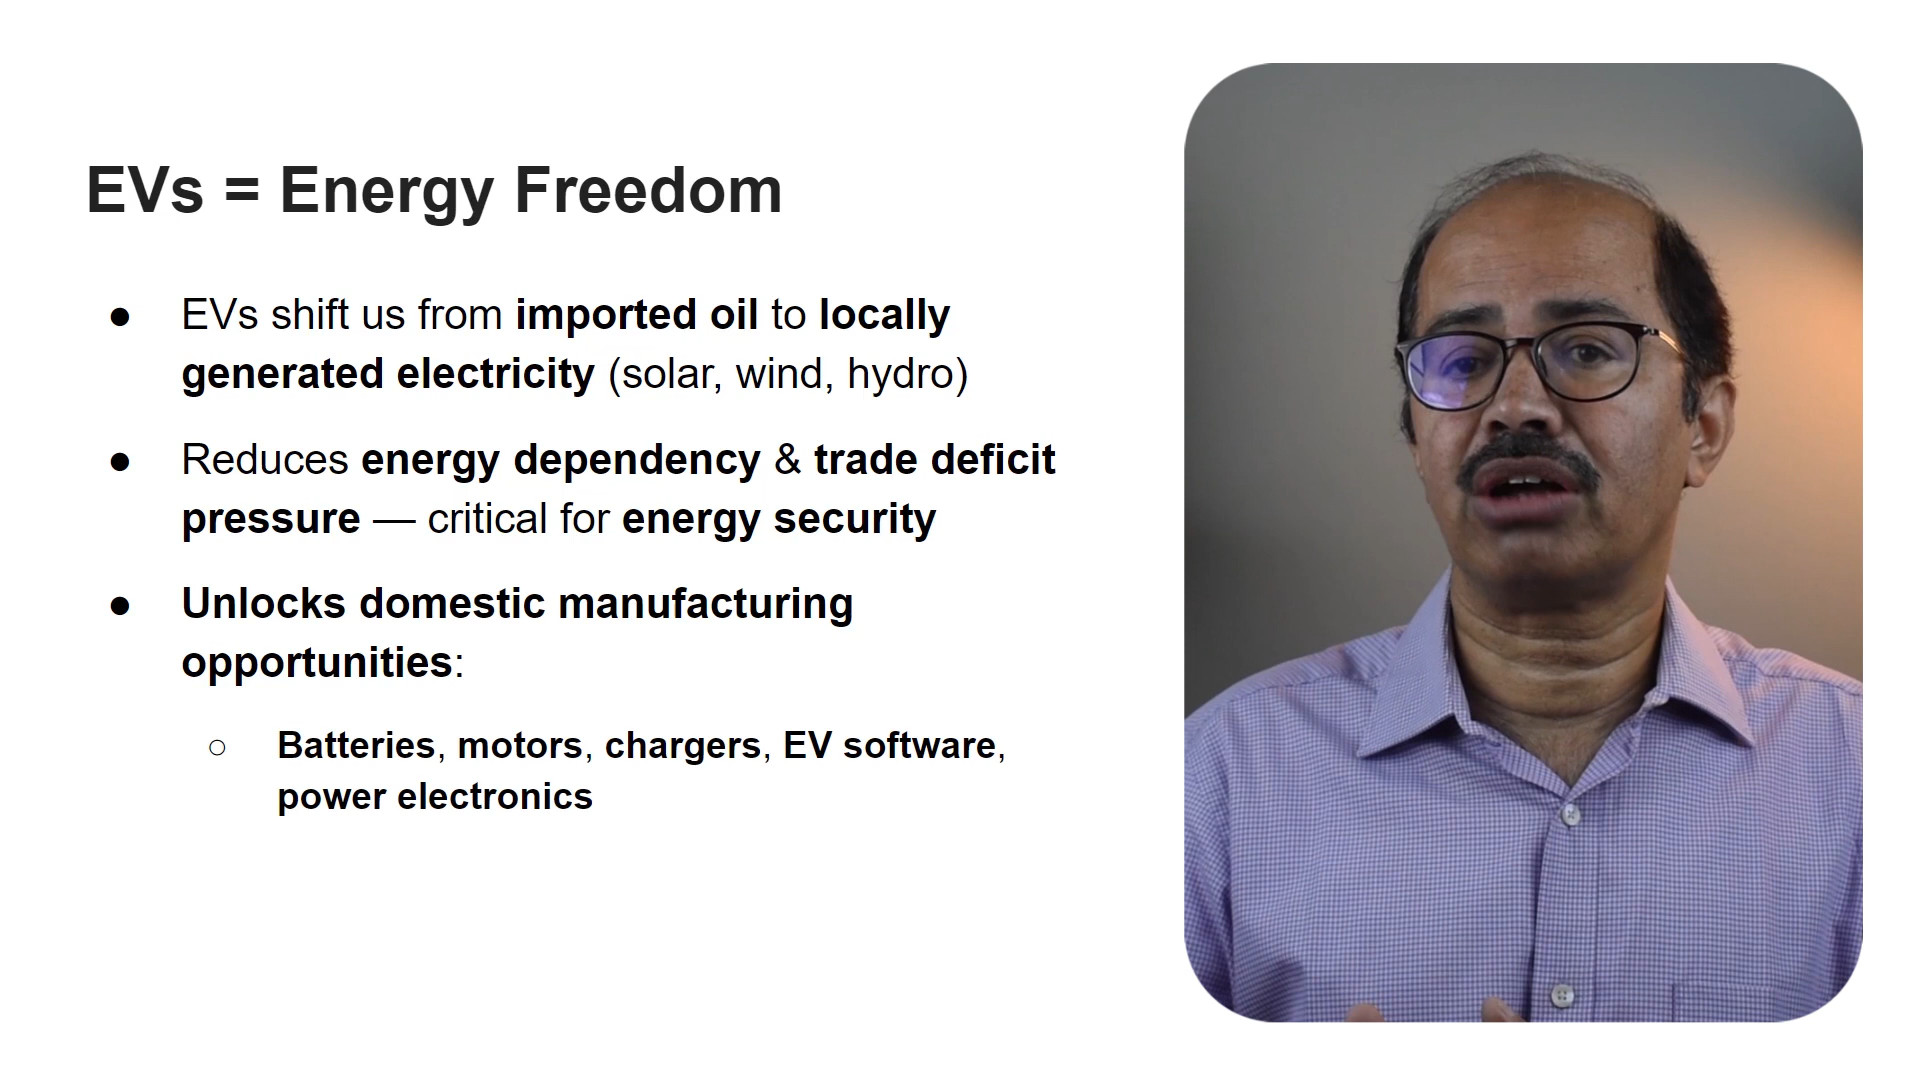 EVs = Energy Freedom
● EVs shift us from imported oil to locally
generated electricity (solar, wind, hydro)
● Reduces energy dependency & trade deficit
pressure — critical for energy security
● Unlocks domestic manufacturing
opportunities:
○ Batteries, motors, chargers, EV software,
power electronics